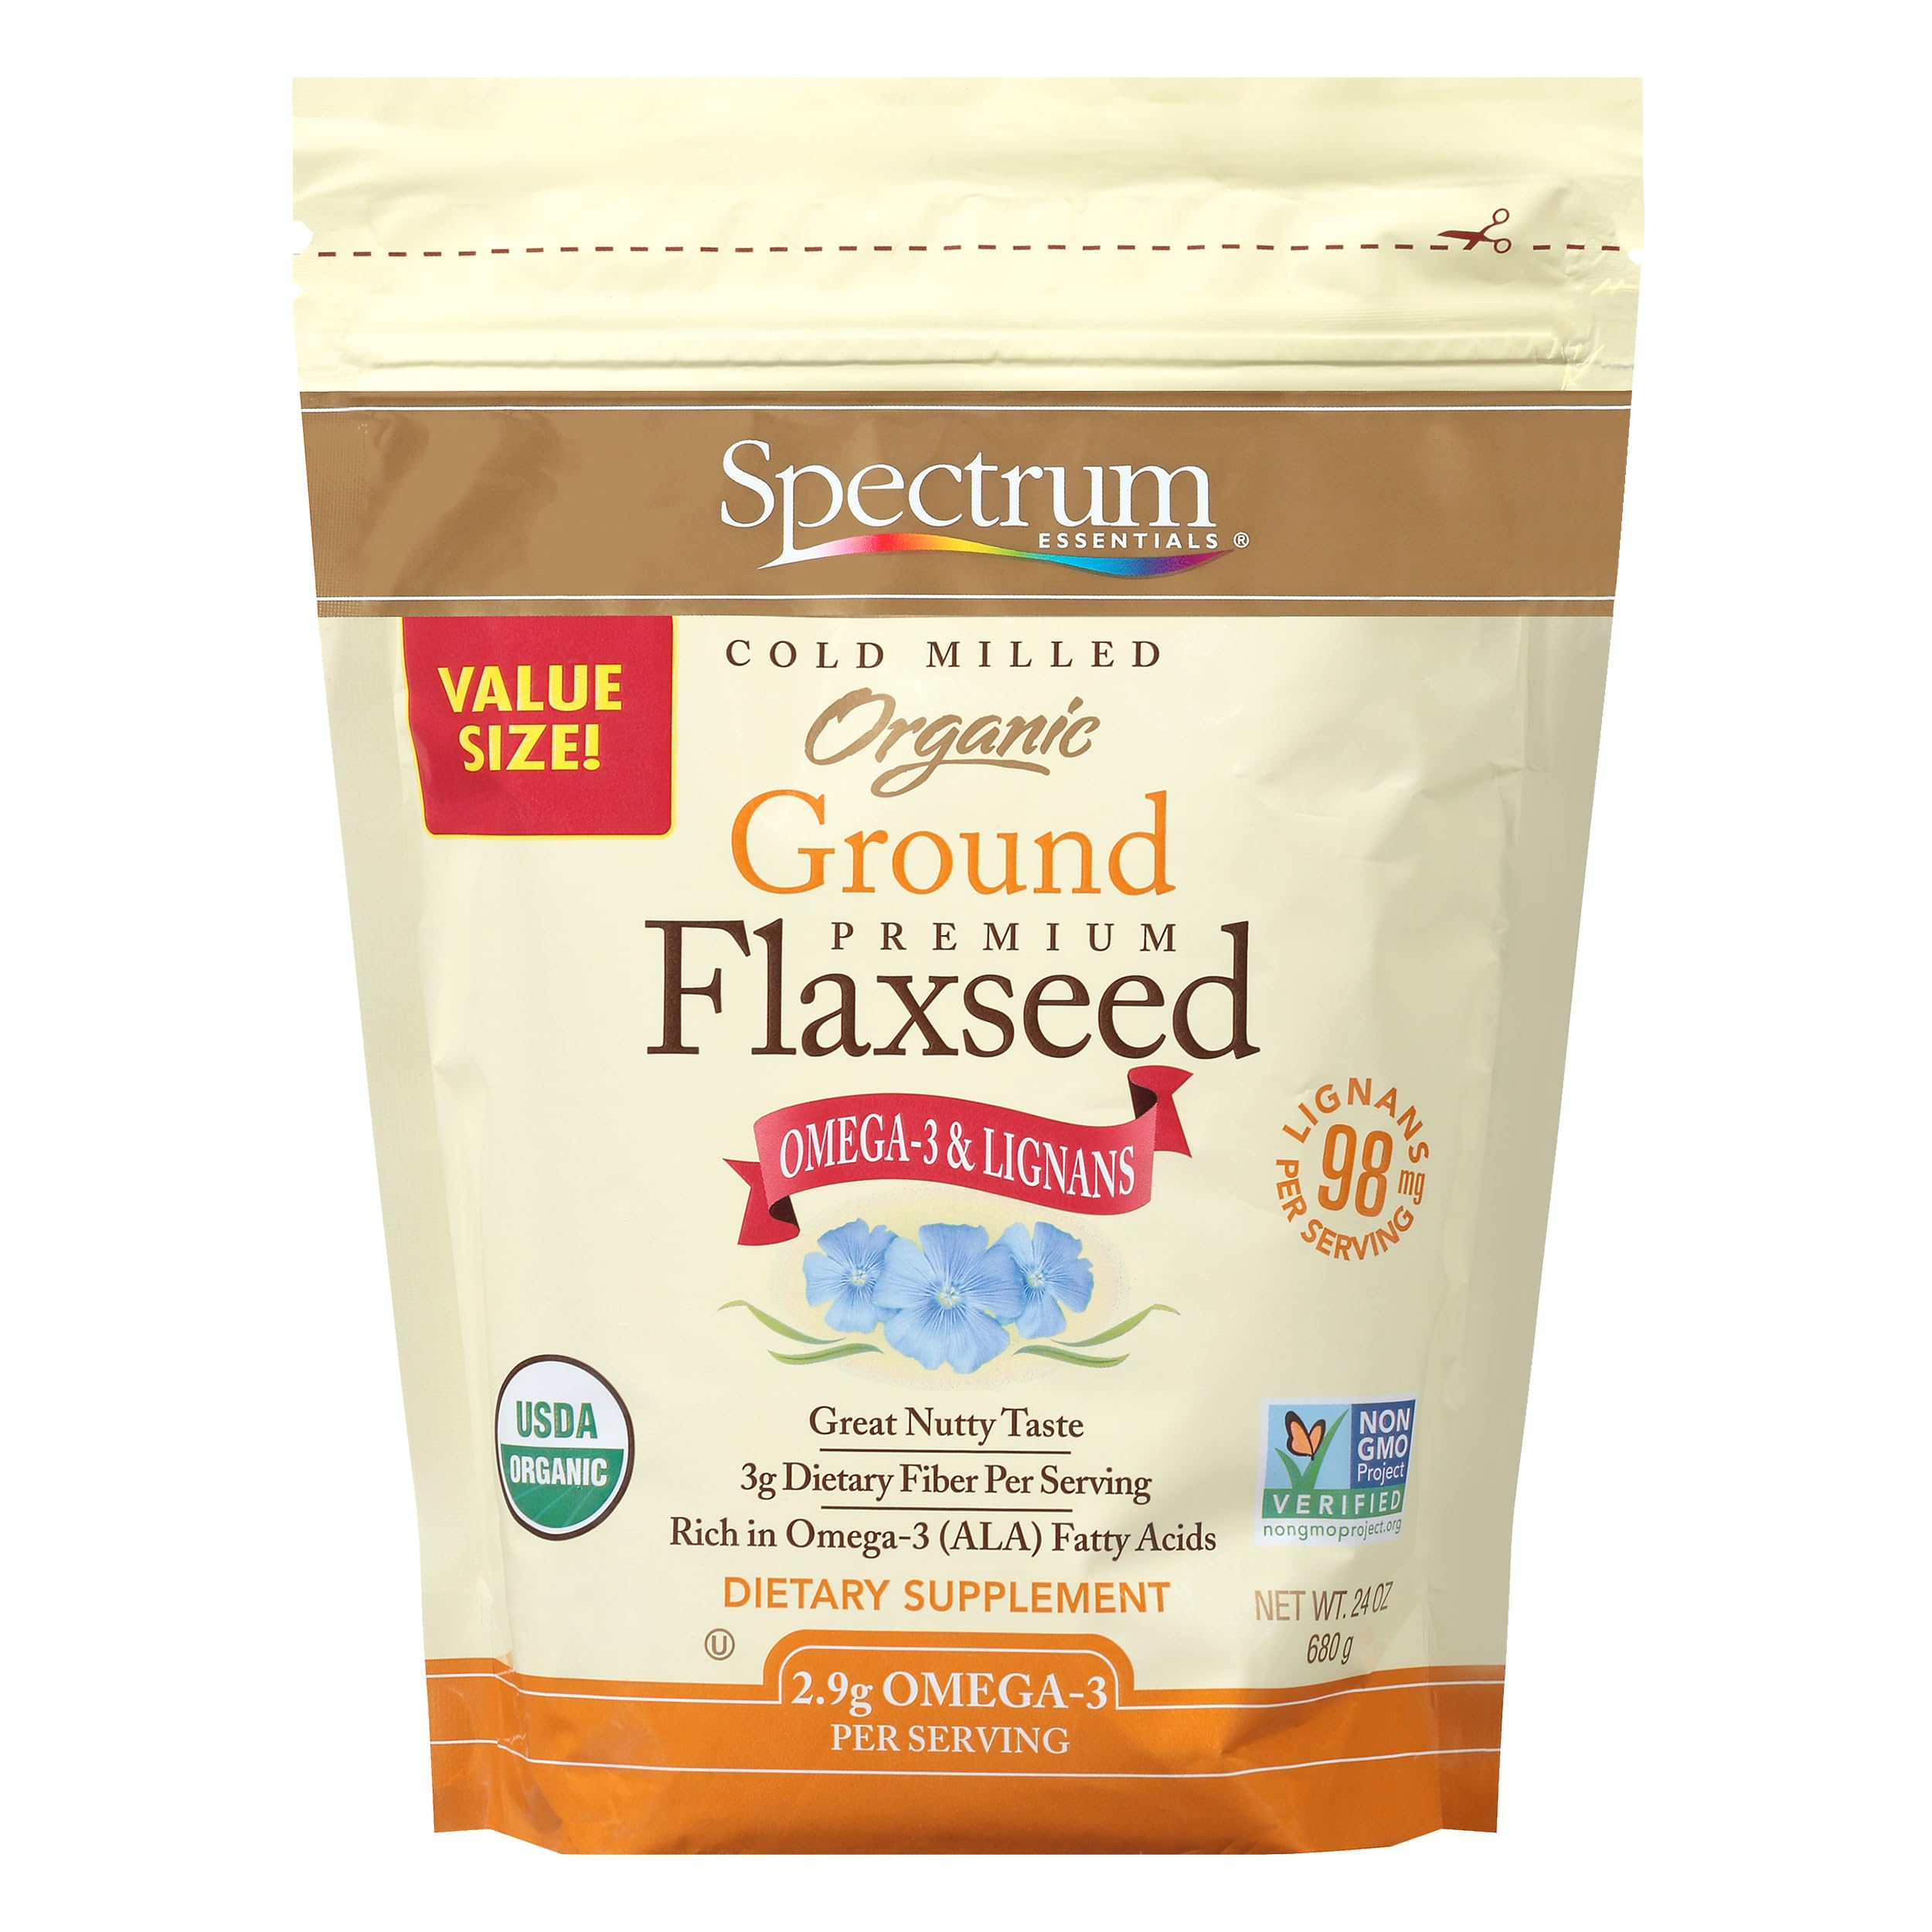 Spectrum
ESSENTIALS ®
VALUE
SIZE!
COLD MILLED
Organic
Ground
PREMIUM
Flaxseed
OMEGA-3 & LIGNANS
LIGNANS
98 mg
PER SERVING
USDA
ORGANIC
Great Nutty Taste
3g Dietary Fiber Per Serving
Rich in Omega-3 (ALA) Fatty Acids
NON
GMO
Project
VERIFIED
nongmoproject.org
DIETARY SUPPLEMENT
NET WT. 24 OZ
680 g
U
2.9g OMEGA-3
PER SERVING